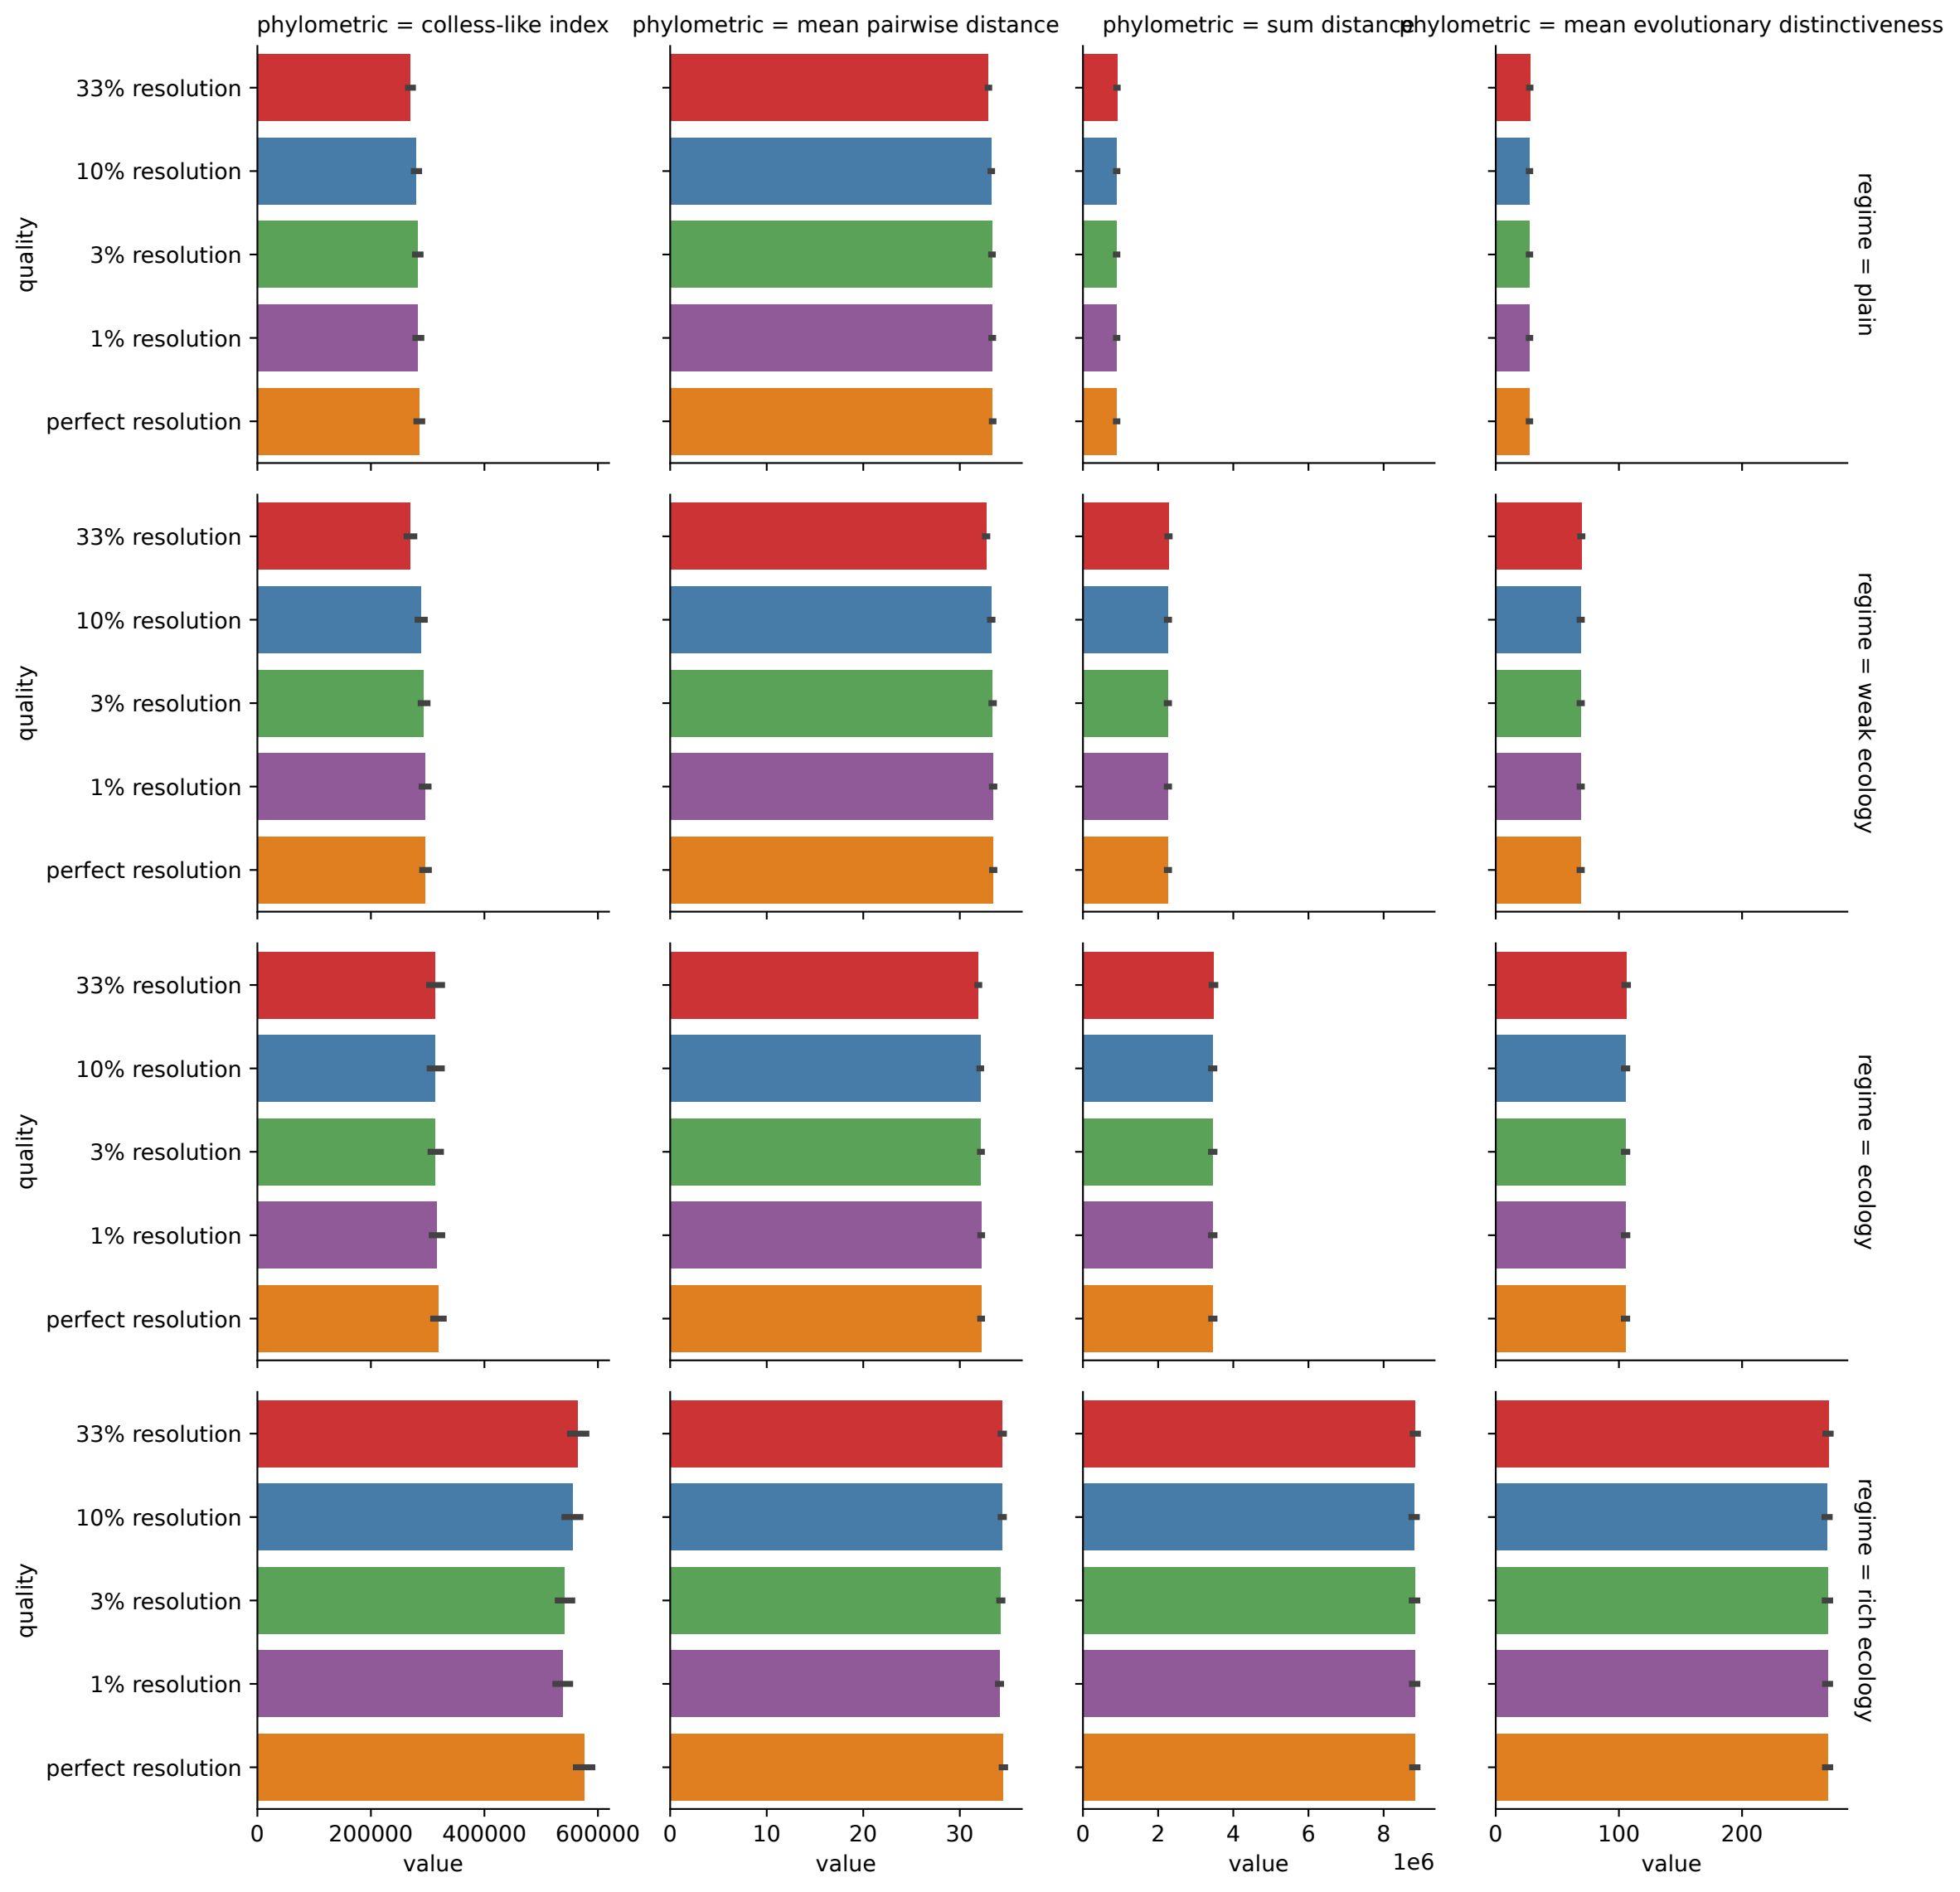 phylometric = colless-like index
phylometric = mean pairwise distance
phylometric = sum distance
phylometric = mean evolutionary distinctiveness
quality
33% resolution
10% resolution
3% resolution
1% resolution
perfect resolution
regime = plain
quality
33% resolution
10% resolution
3% resolution
1% resolution
perfect resolution
regime = weak ecology
quality
33% resolution
10% resolution
3% resolution
1% resolution
perfect resolution
regime = ecology
quality
33% resolution
10% resolution
3% resolution
1% resolution
perfect resolution
regime = rich ecology
0 200000 400000 600000
value
0 10 20 30
value
0 2 4 6 8
1e6
value
0 100 200
value